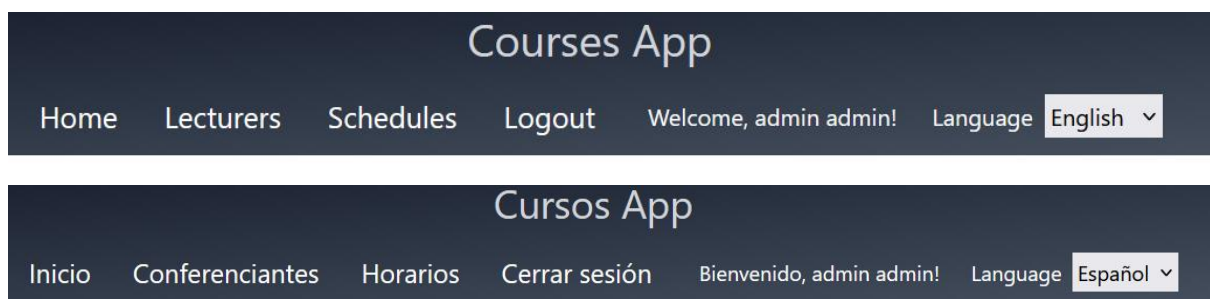 Courses App
Home Lecturers Schedules Logout Welcome, admin admin! Language English
Cursos App
Inicio Conferenciantes Horarios Cerrar sesión Bienvenido, admin admin! Language Español